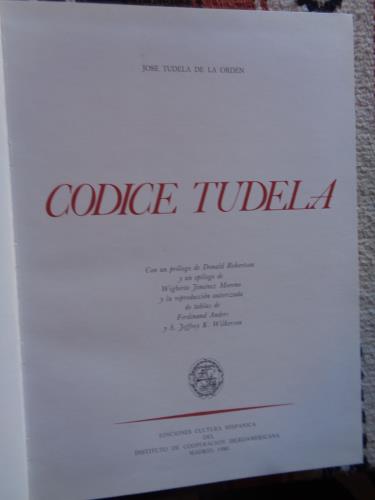 JOSE TUDELA DE LA ORDEN
CODICE TUDELA
Con un prólogo de Donald Robertson
y un epílogo de
Wigberto Jiménez Moreno
y la reproducción autorizada
de tablas de
Ferdinand Anders
y S. Jeffrey K. Wilkerson
EDICIONES CULTURA HISPANICA
DEL
INSTITUTO DE COOPERACION IBEROAMERICANA
MADRID, 1980